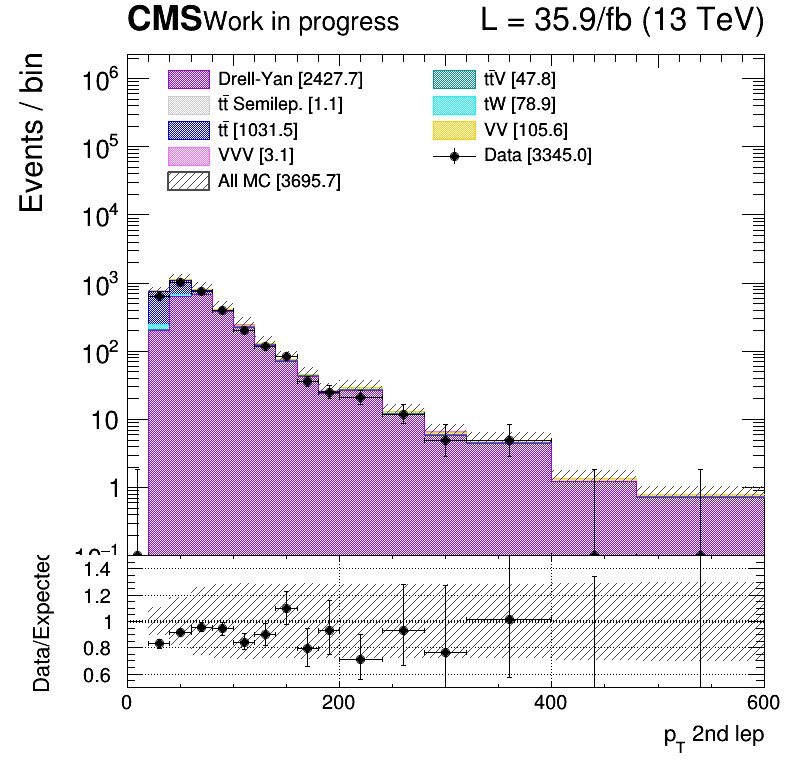 CMS Work in progress L = 35.9/fb (13 TeV)
Events / bin
Drell-Yan [2427.7]
tt̄ Semilep. [1.1]
tt̄ [1031.5]
VVV [3.1]
All MC [3695.7]
tt̄V [47.8]
tW [78.9]
VV [105.6]
Data [3345.0]
10⁶
10⁵
10⁴
10³
10²
10
1
10⁻¹
Data/Expected
1.4
1.2
1
0.8
0.6
0 200 400 600
p_T 2nd lep